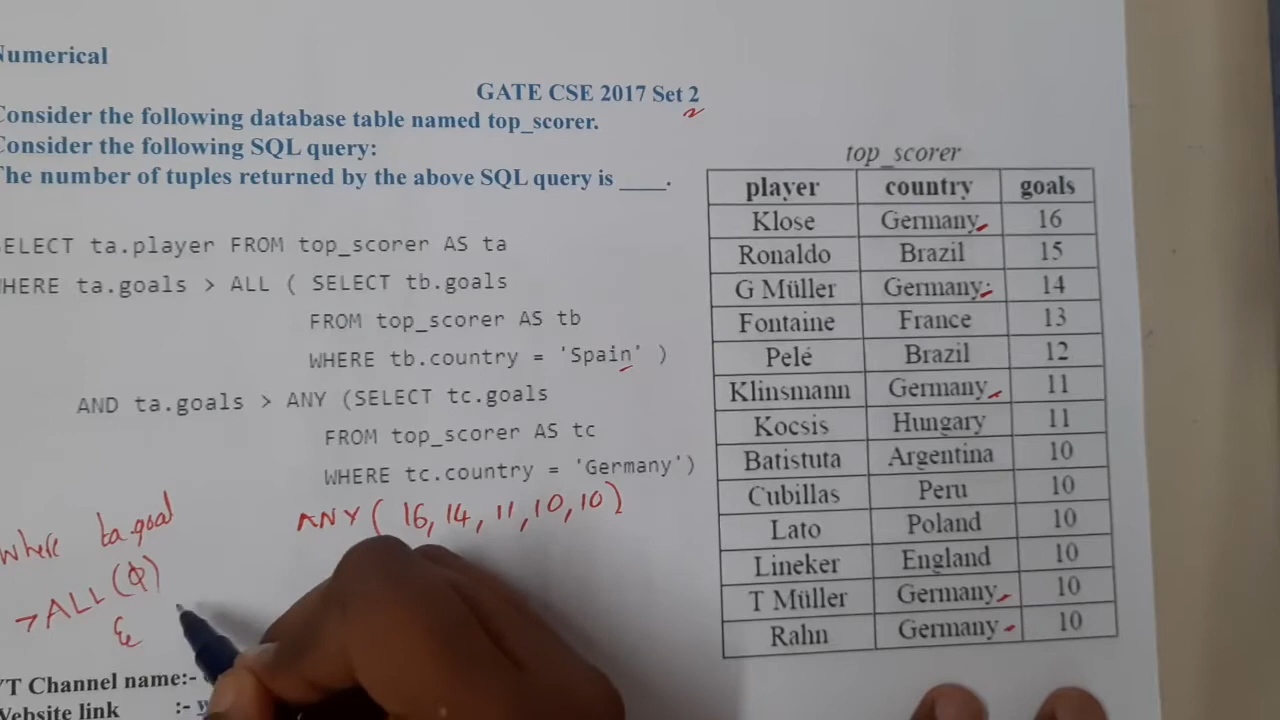 Numerical
GATE CSE 2017 Set 2
Consider the following database table named top_scorer.
Consider the following SQL query:
The number of tuples returned by the above SQL query is ____.
SELECT ta.player FROM top_scorer AS ta
WHERE ta.goals > ALL ( SELECT tb.goals
FROM top_scorer AS tb
WHERE tb.country = 'Spain' )
AND ta.goals > ANY (SELECT tc.goals
FROM top_scorer AS tc
WHERE tc.country = 'Germany')
ANY ( 16, 14, 11, 10, 10 )
where ta.goal
> ALL (Φ)
&
YT Channel name:-
Website link :- w
top_scorer
player country goals
Klose Germany 16
Ronaldo Brazil 15
G Müller Germany 14
Fontaine France 13
Pelé Brazil 12
Klinsmann Germany 11
Kocsis Hungary 11
Batistuta Argentina 10
Cubillas Peru 10
Lato Poland 10
Lineker England 10
T Müller Germany 10
Rahn Germany 10